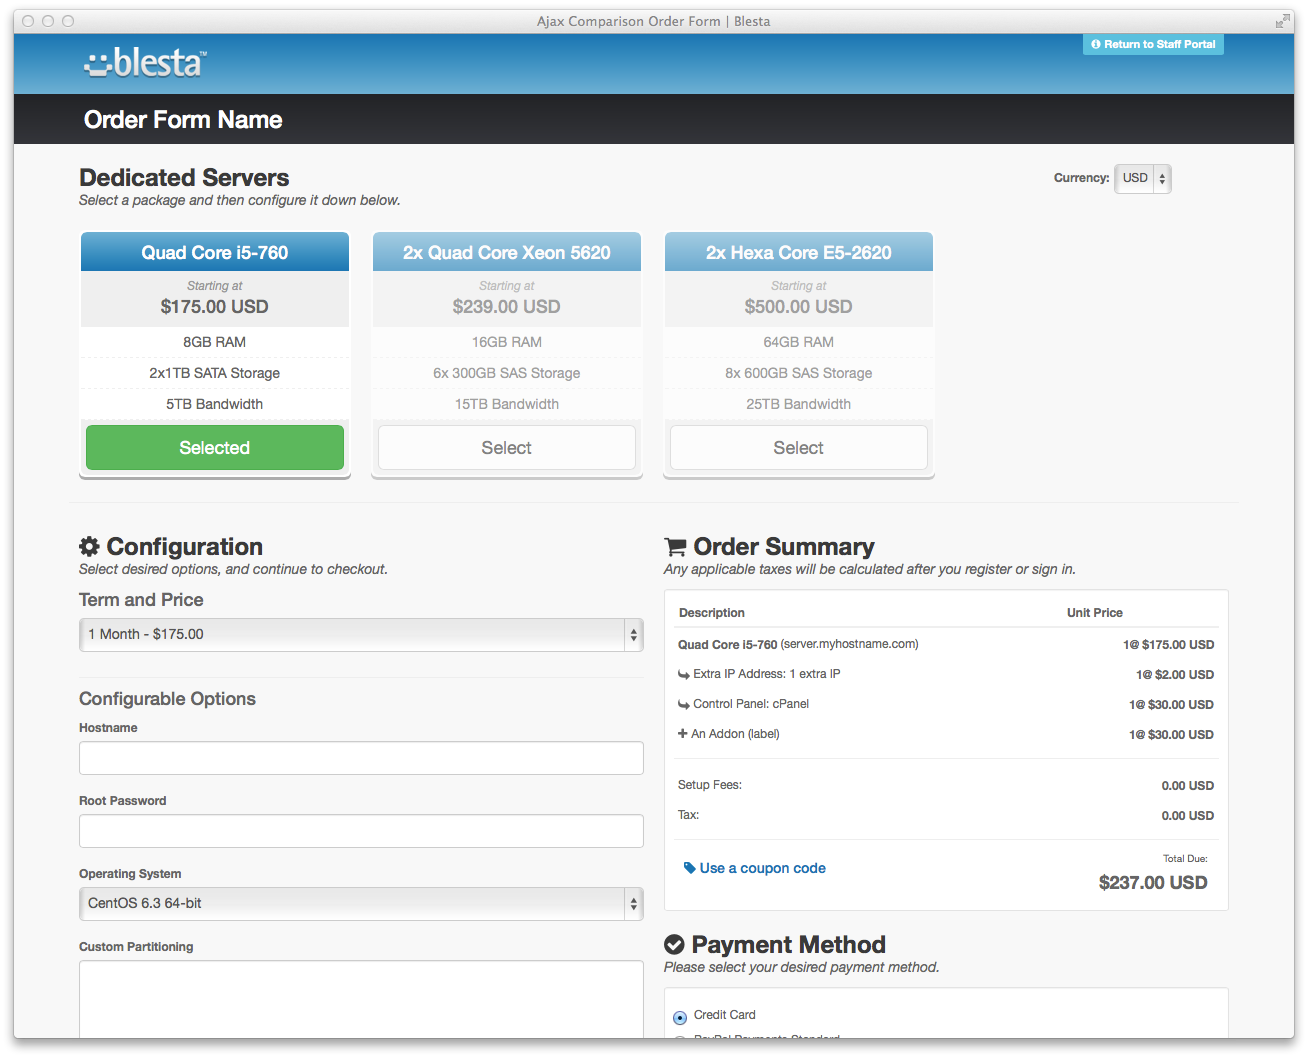 Ajax Comparison Order Form | Blesta
blesta™
Return to Staff Portal
Order Form Name
Dedicated Servers
Select a package and then configure it down below.
Currency: USD
Quad Core i5-760
Starting at
$175.00 USD
8GB RAM
2x1TB SATA Storage
5TB Bandwidth
Selected
2x Quad Core Xeon 5620
Starting at
$239.00 USD
16GB RAM
6x 300GB SAS Storage
15TB Bandwidth
Select
2x Hexa Core E5-2620
Starting at
$500.00 USD
64GB RAM
8x 600GB SAS Storage
25TB Bandwidth
Select
Configuration
Select desired options, and continue to checkout.
Term and Price
1 Month - $175.00
Configurable Options
Hostname
Root Password
Operating System
CentOS 6.3 64-bit
Custom Partitioning
Order Summary
Any applicable taxes will be calculated after you register or sign in.
Description Unit Price
Quad Core i5-760 (server.myhostname.com) 1@ $175.00 USD
Extra IP Address: 1 extra IP 1@ $2.00 USD
Control Panel: cPanel 1@ $30.00 USD
An Addon (label) 1@ $30.00 USD
Setup Fees: 0.00 USD
Tax: 0.00 USD
Use a coupon code
Total Due:
$237.00 USD
Payment Method
Please select your desired payment method.
Credit Card
PayPal Payments Standard